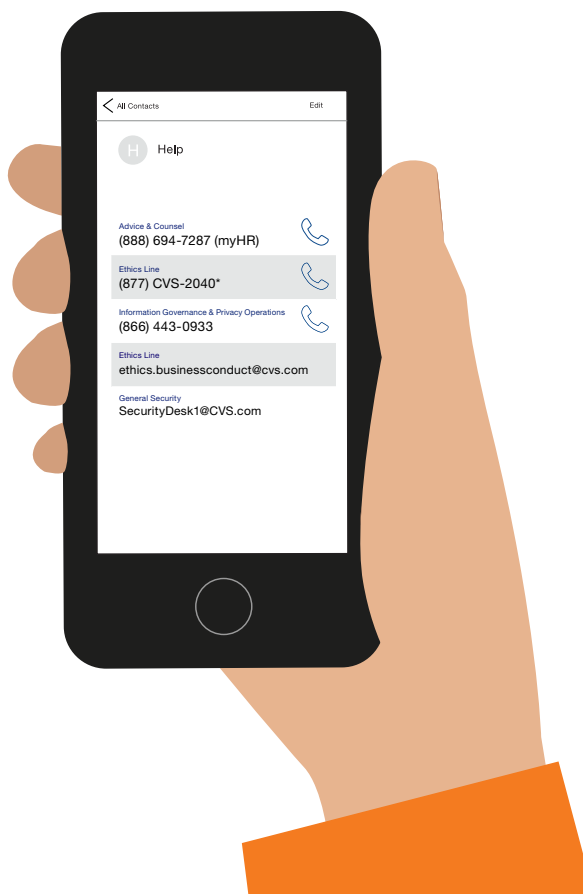 All Contacts Edit
H Help
Advice & Counsel
(888) 694-7287 (myHR)
Ethics Line
(877) CVS-2040*
Information Governance & Privacy Operations
(866) 443-0933
Ethics Line
ethics.businessconduct@cvs.com
General Security
SecurityDesk1@CVS.com